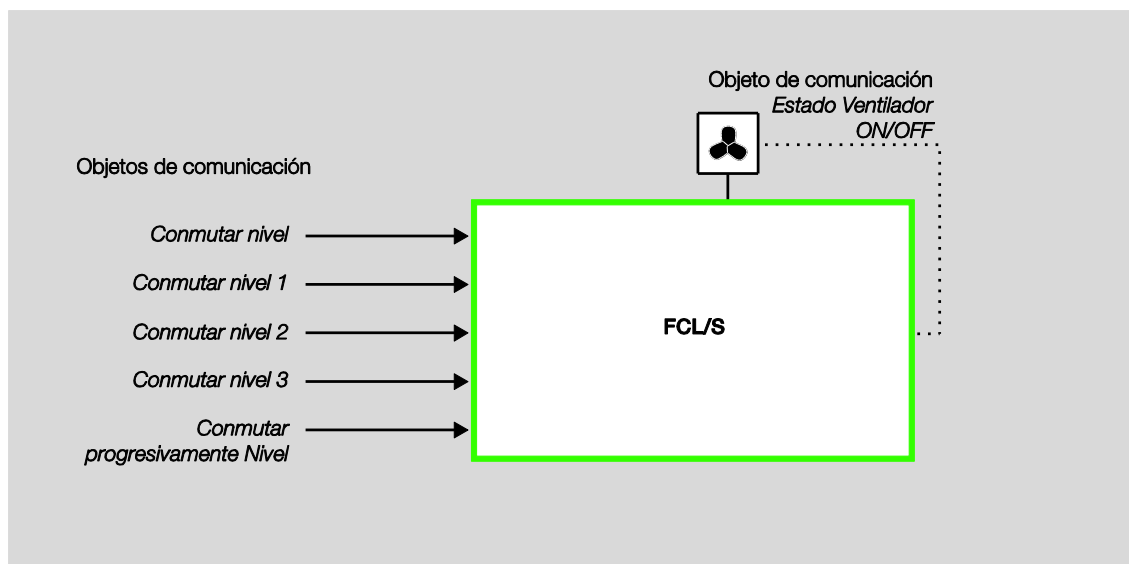 Objeto de comunicación
Estado Ventilador
ON/OFF
Objetos de comunicación
Conmutar nivel
Conmutar nivel 1
Conmutar nivel 2
Conmutar nivel 3
Conmutar
progresivamente Nivel
FCL/S